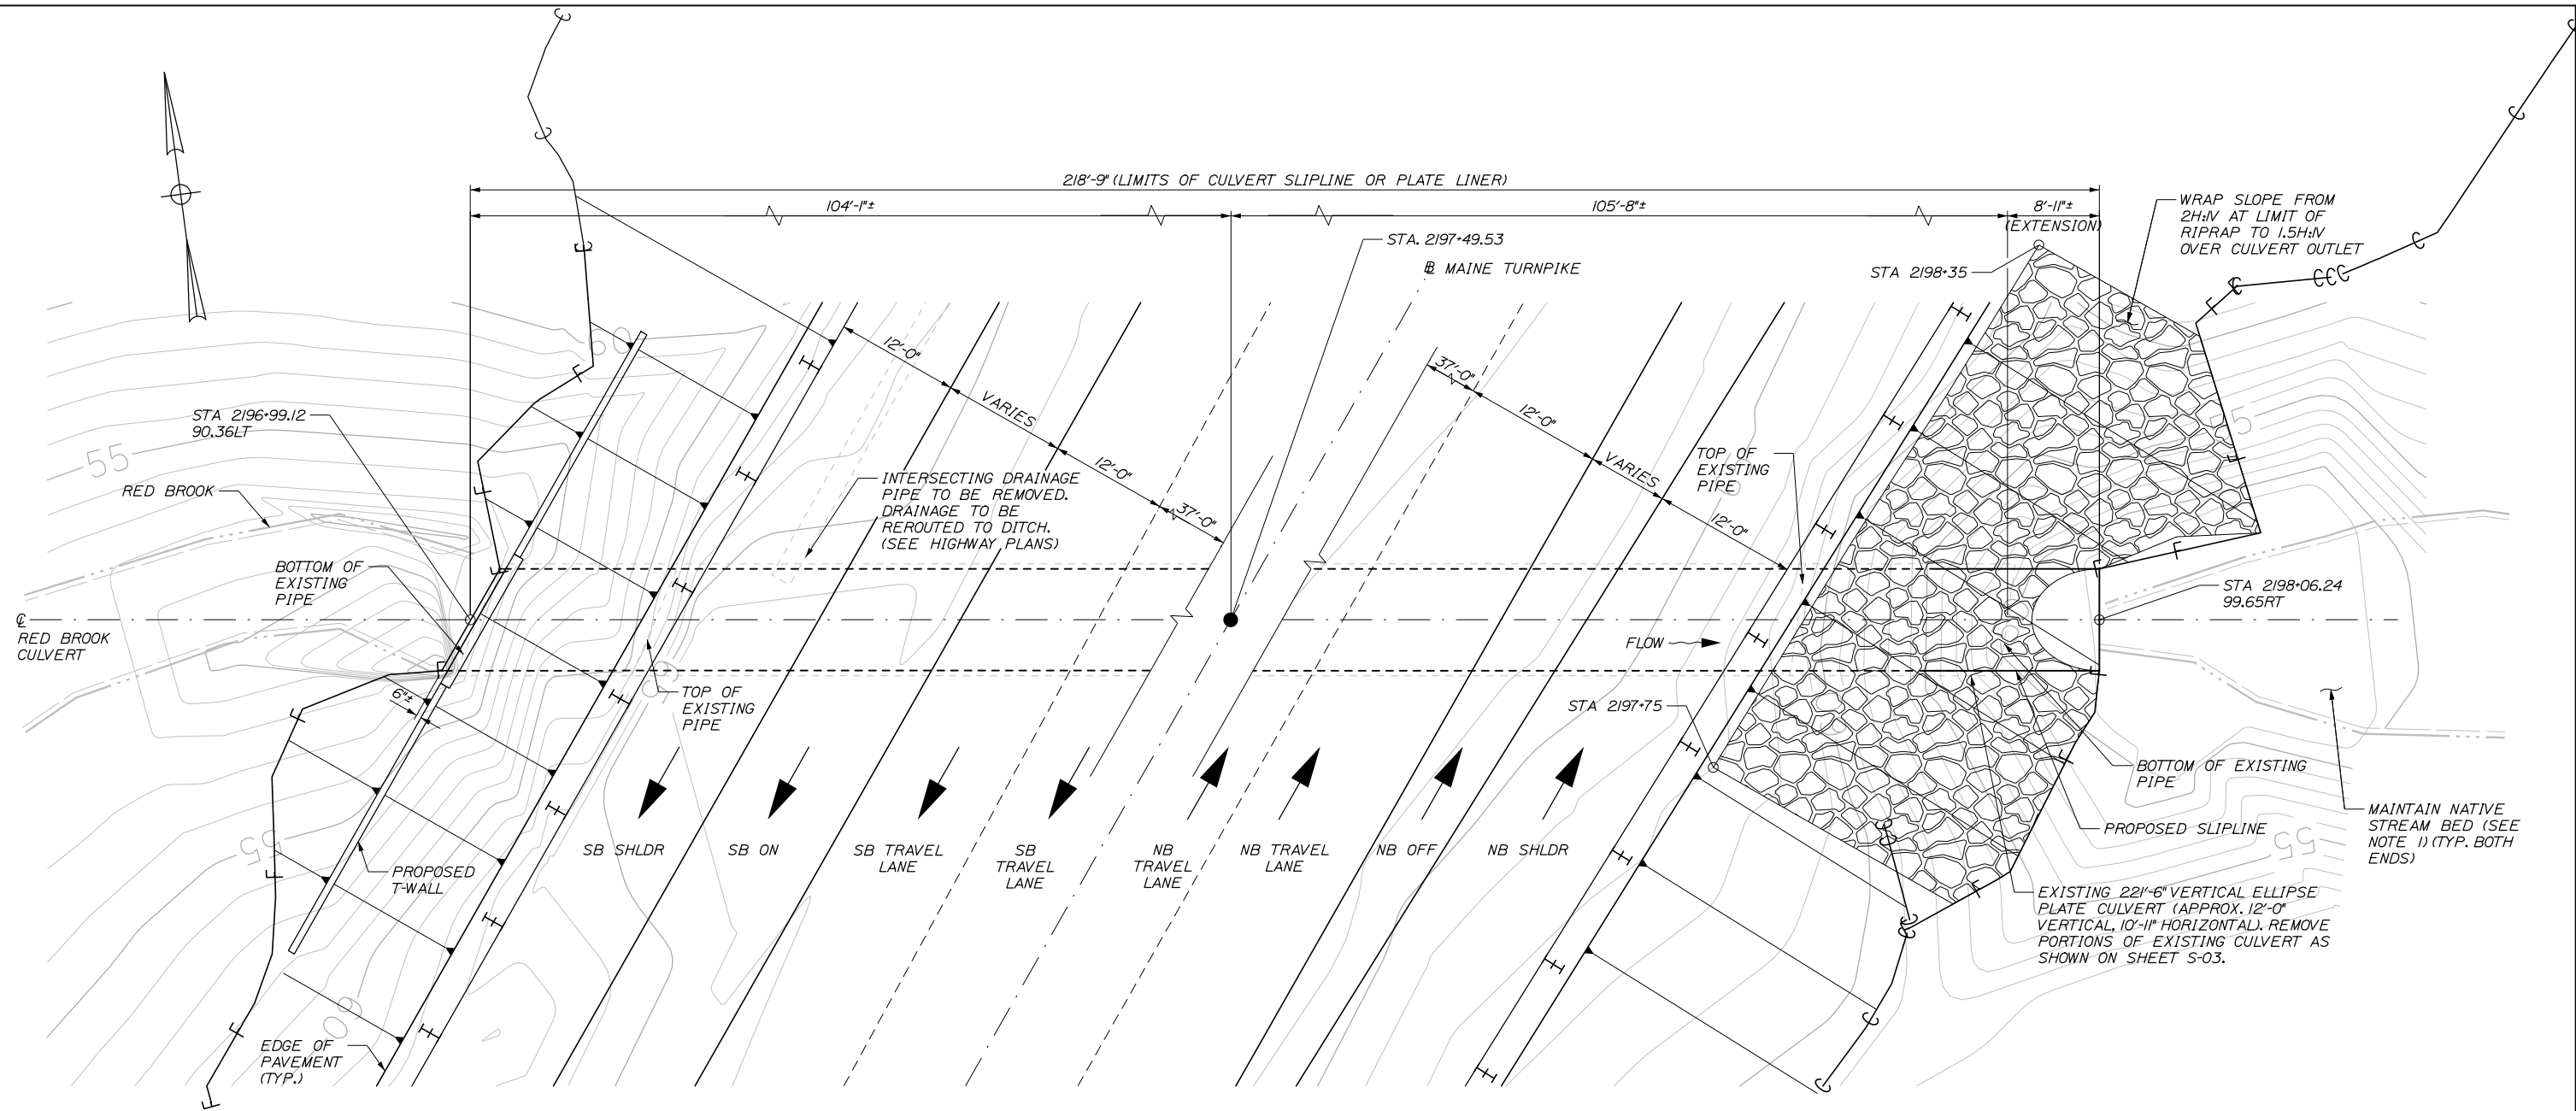 218'-9" (LIMITS OF CULVERT SLIPLINE OR PLATE LINER)
104'-1"±
105'-8"±
8'-11"±
(EXTENSION)
WRAP SLOPE FROM
2H:1V AT LIMIT OF
RIPRAP TO 1.5H:1V
OVER CULVERT OUTLET
STA. 2197+49.53
℄ MAINE TURNPIKE
STA 2198+35
60
12'-0"
VARIES
12'-0"
37'-0"
37'-0"
12'-0"
VARIES
12'-0"
STA 2196+99.12
90.36LT
55
RED BROOK
INTERSECTING DRAINAGE
PIPE TO BE REMOVED.
DRAINAGE TO BE
REROUTED TO DITCH.
(SEE HIGHWAY PLANS)
TOP OF
EXISTING
PIPE
BOTTOM OF
EXISTING
PIPE
STA 2198+06.24
99.65RT
℄
RED BROOK
CULVERT
FLOW
6"±
TOP OF
EXISTING
PIPE
STA 2197+75
BOTTOM OF EXISTING
PIPE
PROPOSED SLIPLINE
MAINTAIN NATIVE
STREAM BED (SEE
NOTE 1) (TYP. BOTH
ENDS)
55
55
SB SHLDR
SB ON
SB TRAVEL
LANE
SB
TRAVEL
LANE
NB
TRAVEL
LANE
NB TRAVEL
LANE
NB OFF
NB SHLDR
PROPOSED
T-WALL
EXISTING 221'-6" VERTICAL ELLIPSE
PLATE CULVERT (APPROX. 12'-0"
VERTICAL, 10'-11" HORIZONTAL). REMOVE
PORTIONS OF EXISTING CULVERT AS
SHOWN ON SHEET S-03.
60
EDGE OF
PAVEMENT
(TYP.)